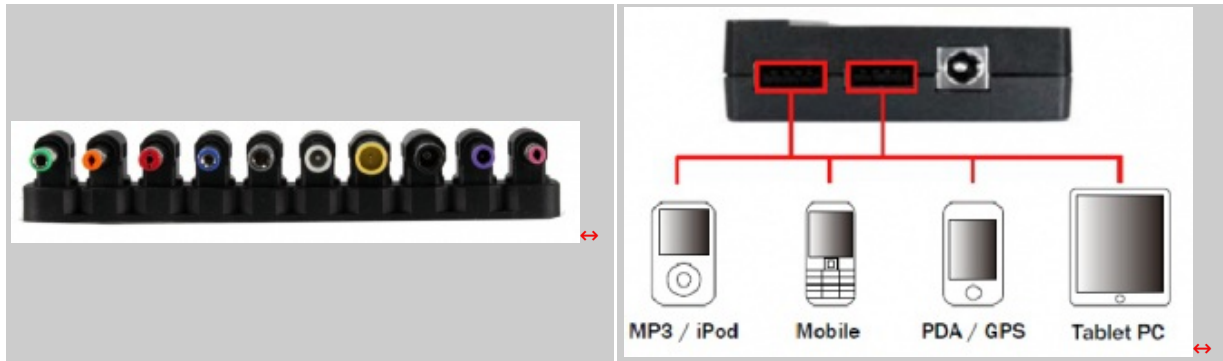 MP3 / iPod
Mobile
PDA / GPS
Tablet PC